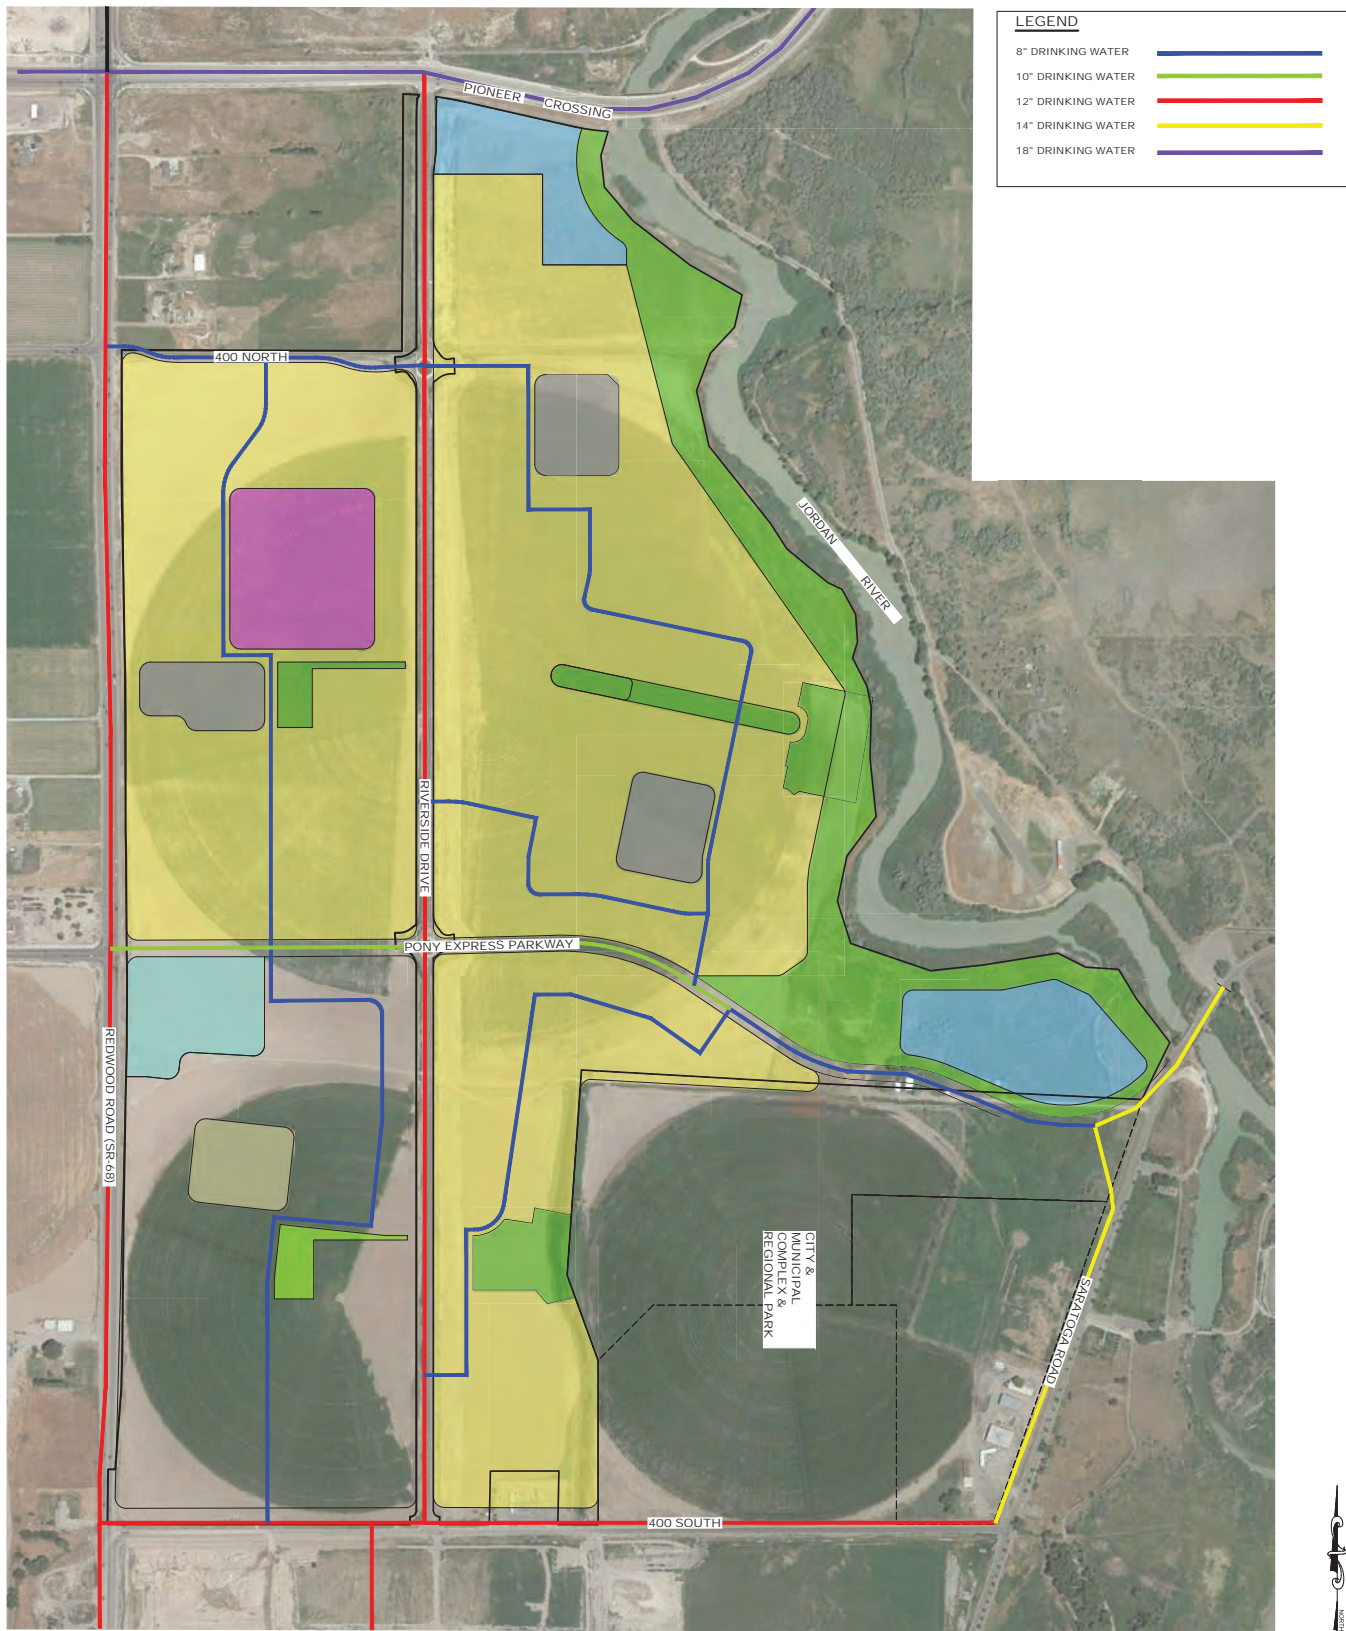 LEGEND
8" DRINKING WATER
10" DRINKING WATER
12" DRINKING WATER
14" DRINKING WATER
18" DRINKING WATER
PIONEER CROSSING
400 NORTH
JORDAN RIVER
RIVERSIDE DRIVE
PONY EXPRESS PARKWAY
REDWOOD ROAD (SR-68)
CITY &
MUNICIPAL
COMPLEX &
REGIONAL PARK
SARATOGA ROAD
400 SOUTH
NORTH